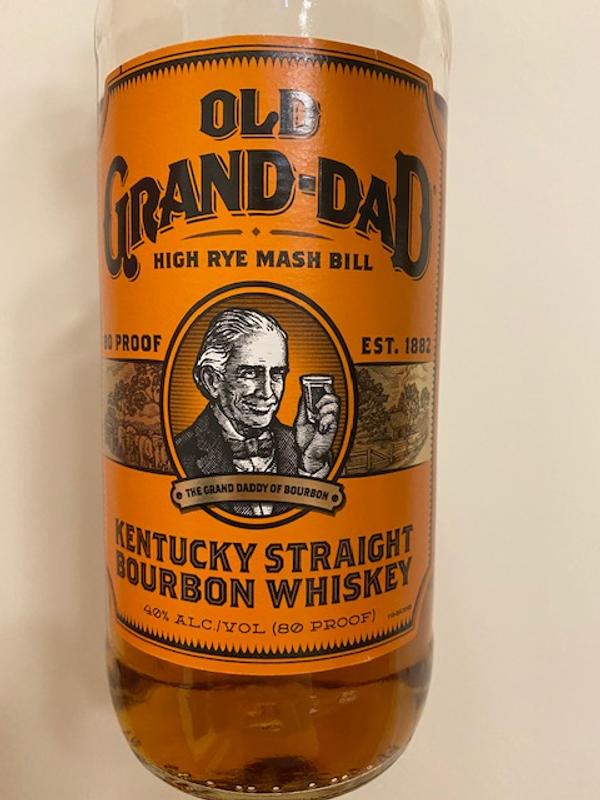 OLD
GRAND-DAD
HIGH RYE MASH BILL
80 PROOF
EST. 1882
THE GRAND DADDY OF BOURBON
KENTUCKY STRAIGHT
BOURBON WHISKEY
40% ALC./VOL (80 PROOF)